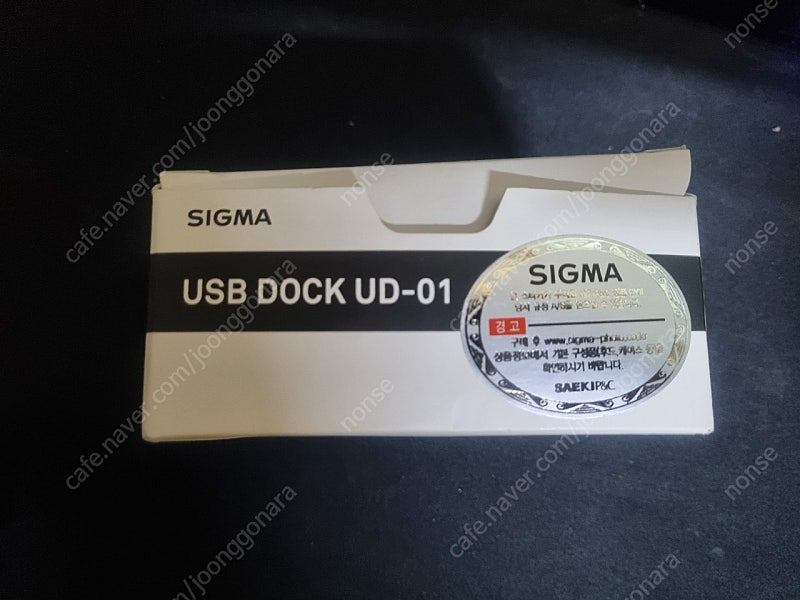 SIGMA
USB DOCK UD-01
SIGMA
경고
구매 후 www.sigma-photo.co.kr
상품정보에서 기본 구성품(후드,케이스 등)을
확인하시기 바랍니다.
SAEKI P&C
cafe.naver.com/joonggonara
nonse